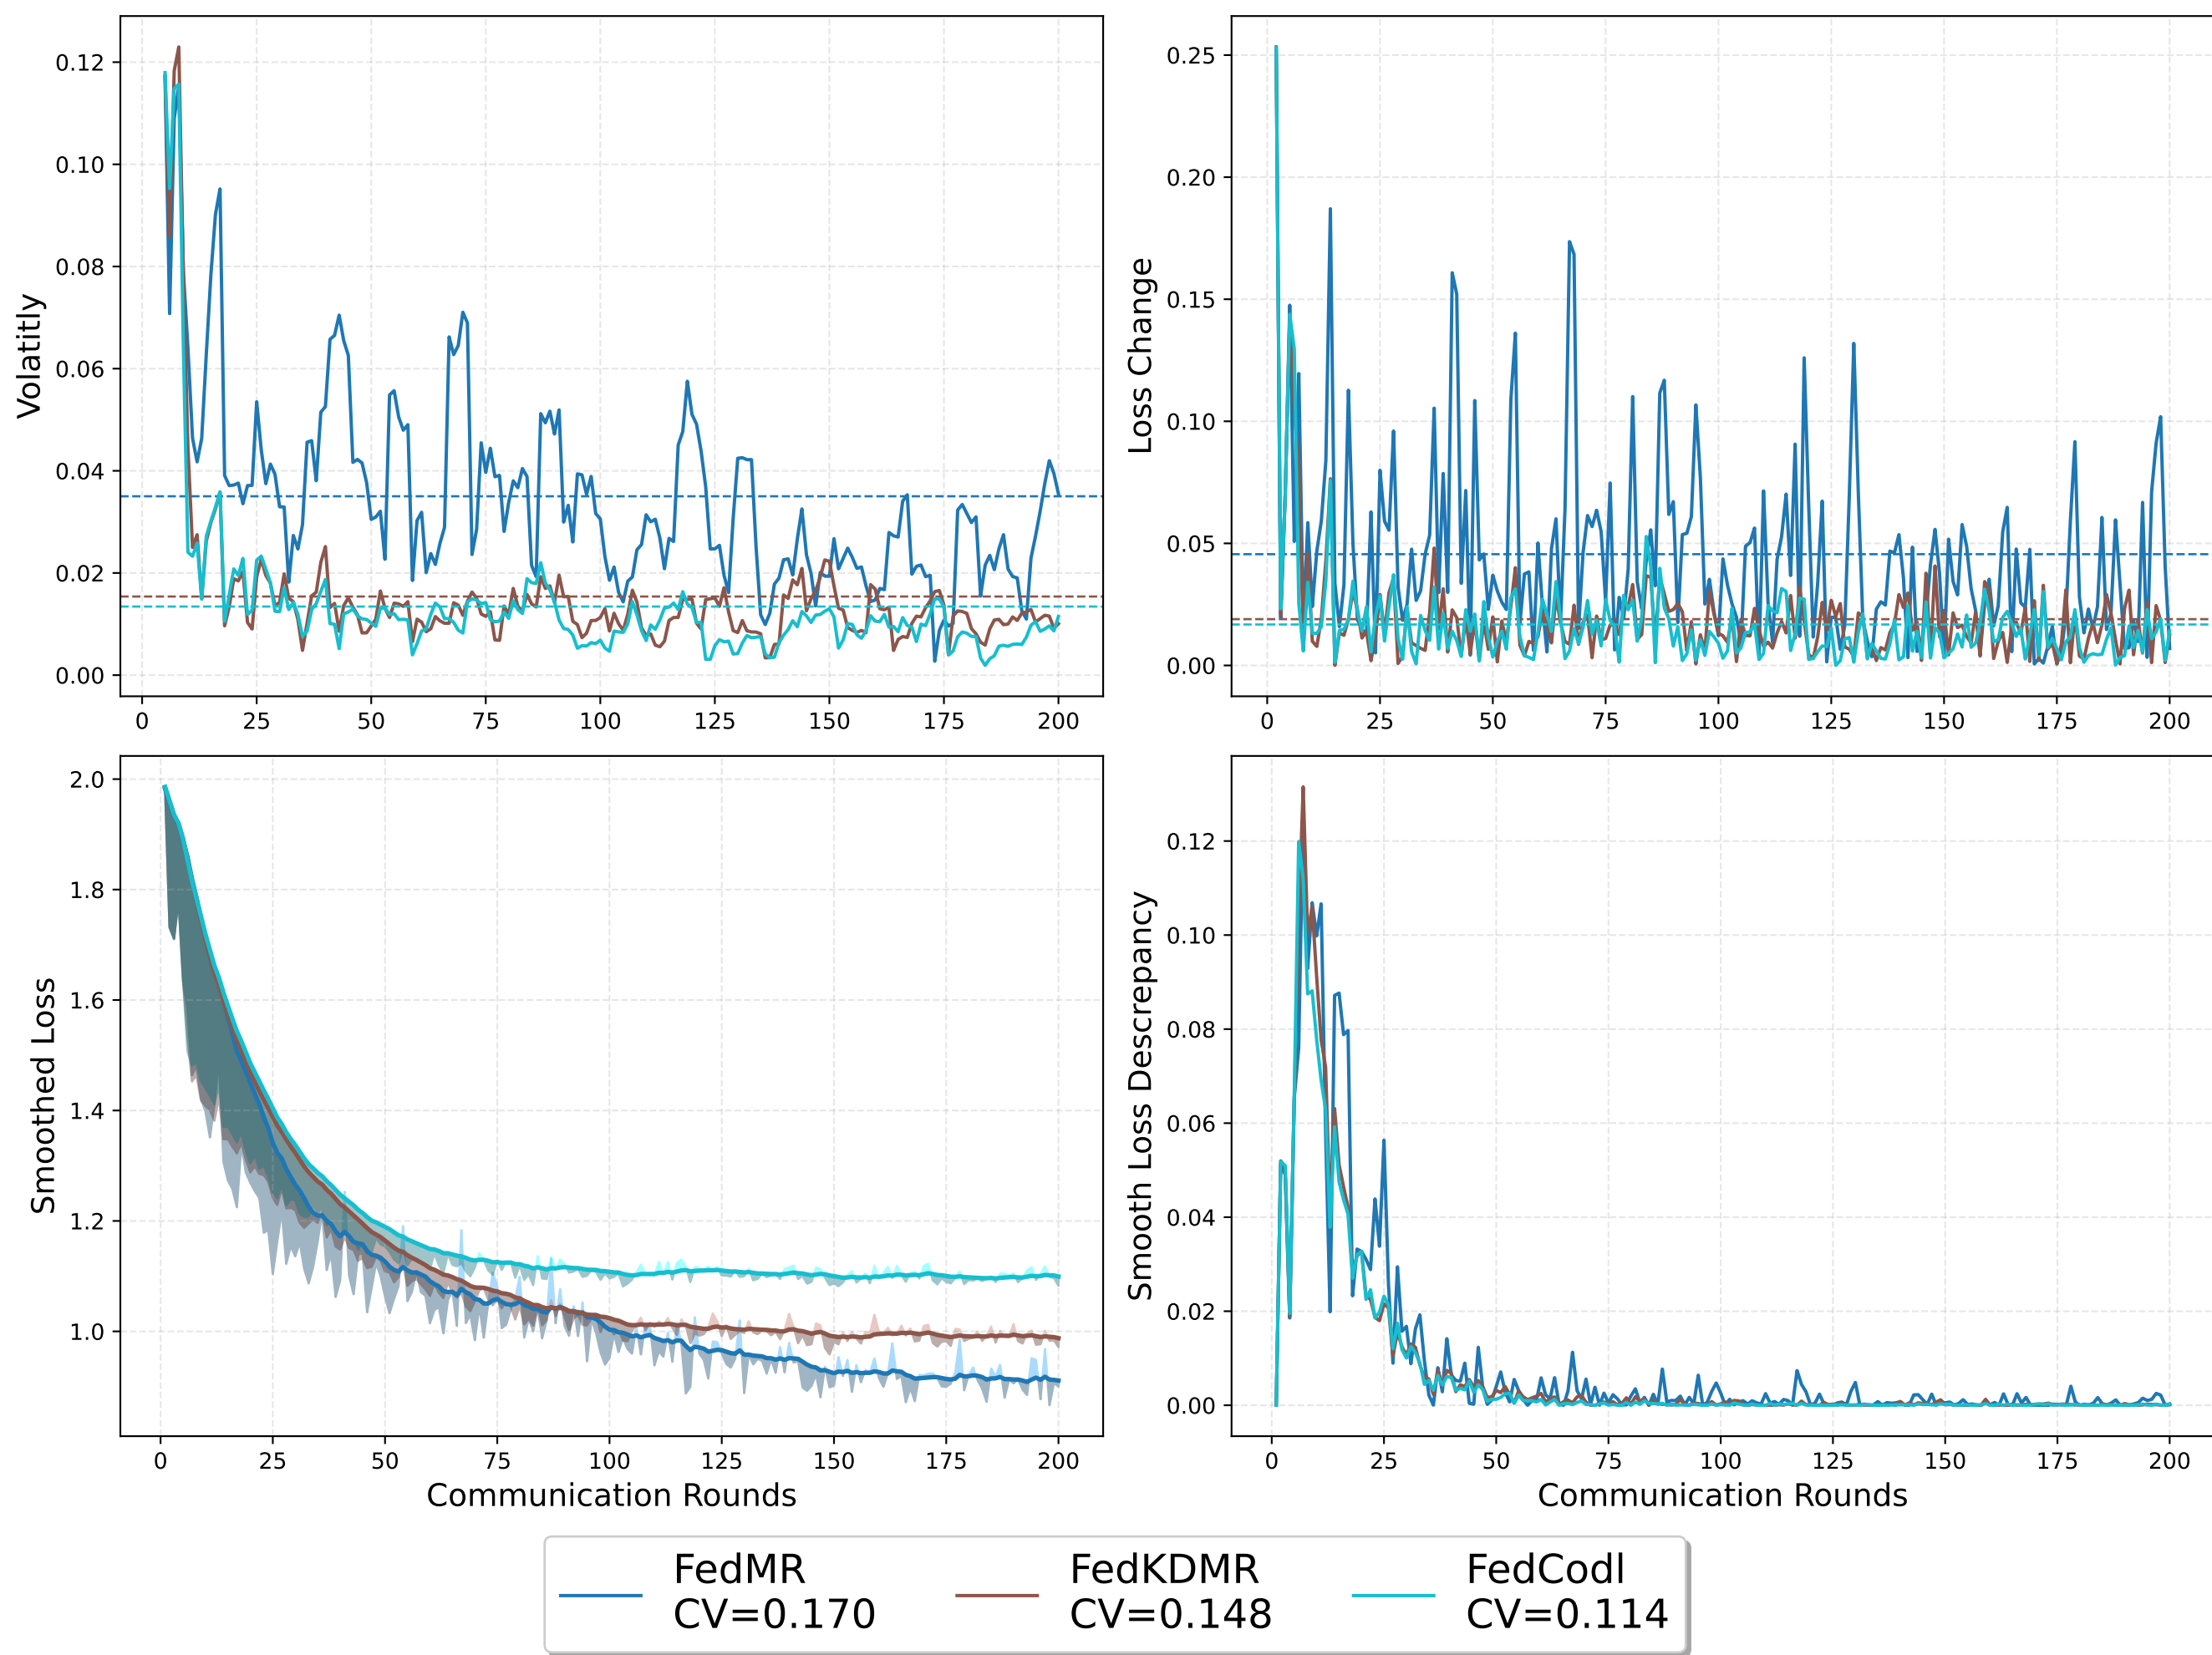 Volatitly
0.12
0.10
0.08
0.06
0.04
0.02
0.00
0 25 50 75 100 125 150 175 200
Loss Change
0.25
0.20
0.15
0.10
0.05
0.00
0 25 50 75 100 125 150 175 200
Smoothed Loss
2.0
1.8
1.6
1.4
1.2
1.0
0 25 50 75 100 125 150 175 200
Communication Rounds
Smooth Loss Descrepancy
0.12
0.10
0.08
0.06
0.04
0.02
0.00
0 25 50 75 100 125 150 175 200
Communication Rounds
FedMR
CV=0.170
FedKDMR
CV=0.148
FedCodl
CV=0.114